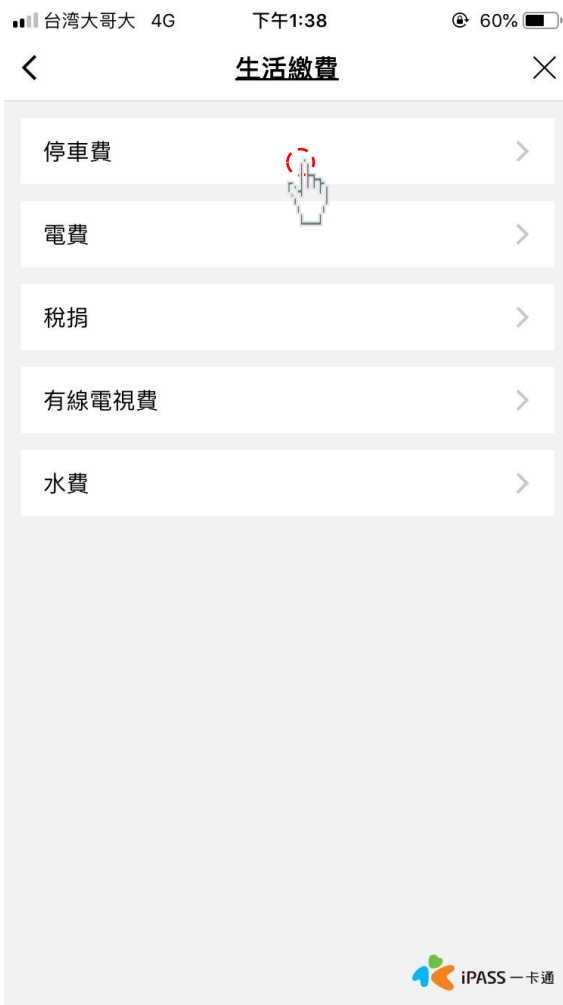 台湾大哥大 4G 下午1:38 60%
生活繳費
停車費
電費
稅捐
有線電視費
水費
iPASS 一卡通